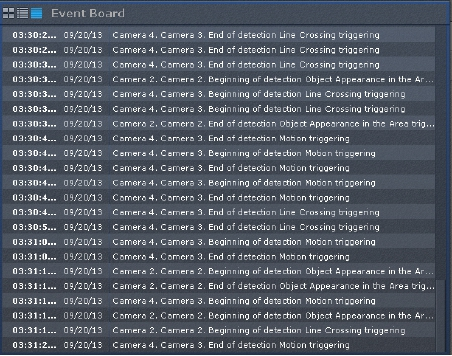 Event Board
03:30:2... 09/20/13 Camera 4. Camera 3. End of detection Line Crossing triggering
03:30:2... 09/20/13 Camera 4. Camera 3. End of detection Line Crossing triggering
03:30:3... 09/20/13 Camera 4. Camera 3. End of detection Line Crossing triggering
03:30:3... 09/20/13 Camera 2. Camera 2. Beginning of detection Object Appearance in the Ar...
03:30:3... 09/20/13 Camera 4. Camera 3. Beginning of detection Line Crossing triggering
03:30:3... 09/20/13 Camera 4. Camera 3. Beginning of detection Line Crossing triggering
03:30:3... 09/20/13 Camera 2. Camera 2. End of detection Object Appearance in the Area trig...
03:30:4... 09/20/13 Camera 4. Camera 3. End of detection Motion triggering
03:30:4... 09/20/13 Camera 4. Camera 3. Beginning of detection Motion triggering
03:30:4... 09/20/13 Camera 4. Camera 3. End of detection Motion triggering
03:30:4... 09/20/13 Camera 4. Camera 3. Beginning of detection Motion triggering
03:30:4... 09/20/13 Camera 4. Camera 3. Beginning of detection Motion triggering
03:30:4... 09/20/13 Camera 4. Camera 3. End of detection Line Crossing triggering
03:30:5... 09/20/13 Camera 4. Camera 3. End of detection Line Crossing triggering
03:31:0... 09/20/13 Camera 4. Camera 3. Beginning of detection Motion triggering
03:31:0... 09/20/13 Camera 4. Camera 3. End of detection Motion triggering
03:31:1... 09/20/13 Camera 2. Camera 2. Beginning of detection Object Appearance in the Ar...
03:31:1... 09/20/13 Camera 2. Camera 2. End of detection Object Appearance in the Area trig...
03:31:1... 09/20/13 Camera 4. Camera 3. Beginning of detection Motion triggering
03:31:1... 09/20/13 Camera 2. Camera 2. Beginning of detection Object Appearance in the Ar...
03:31:1... 09/20/13 Camera 2. Camera 2. Beginning of detection Line Crossing triggering
03:31:2... 09/20/13 Camera 4. Camera 3. End of detection Motion triggering